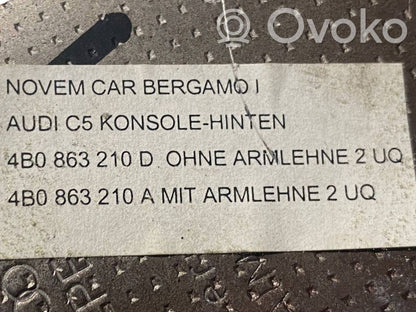 Ovoko
NOVEM CAR BERGAMO I
AUDI C5 KONSOLE-HINTEN
4B0 863 210 D OHNE ARMLEHNE 2 UQ
4B0 863 210 A MIT ARMLEHNE 2 UQ